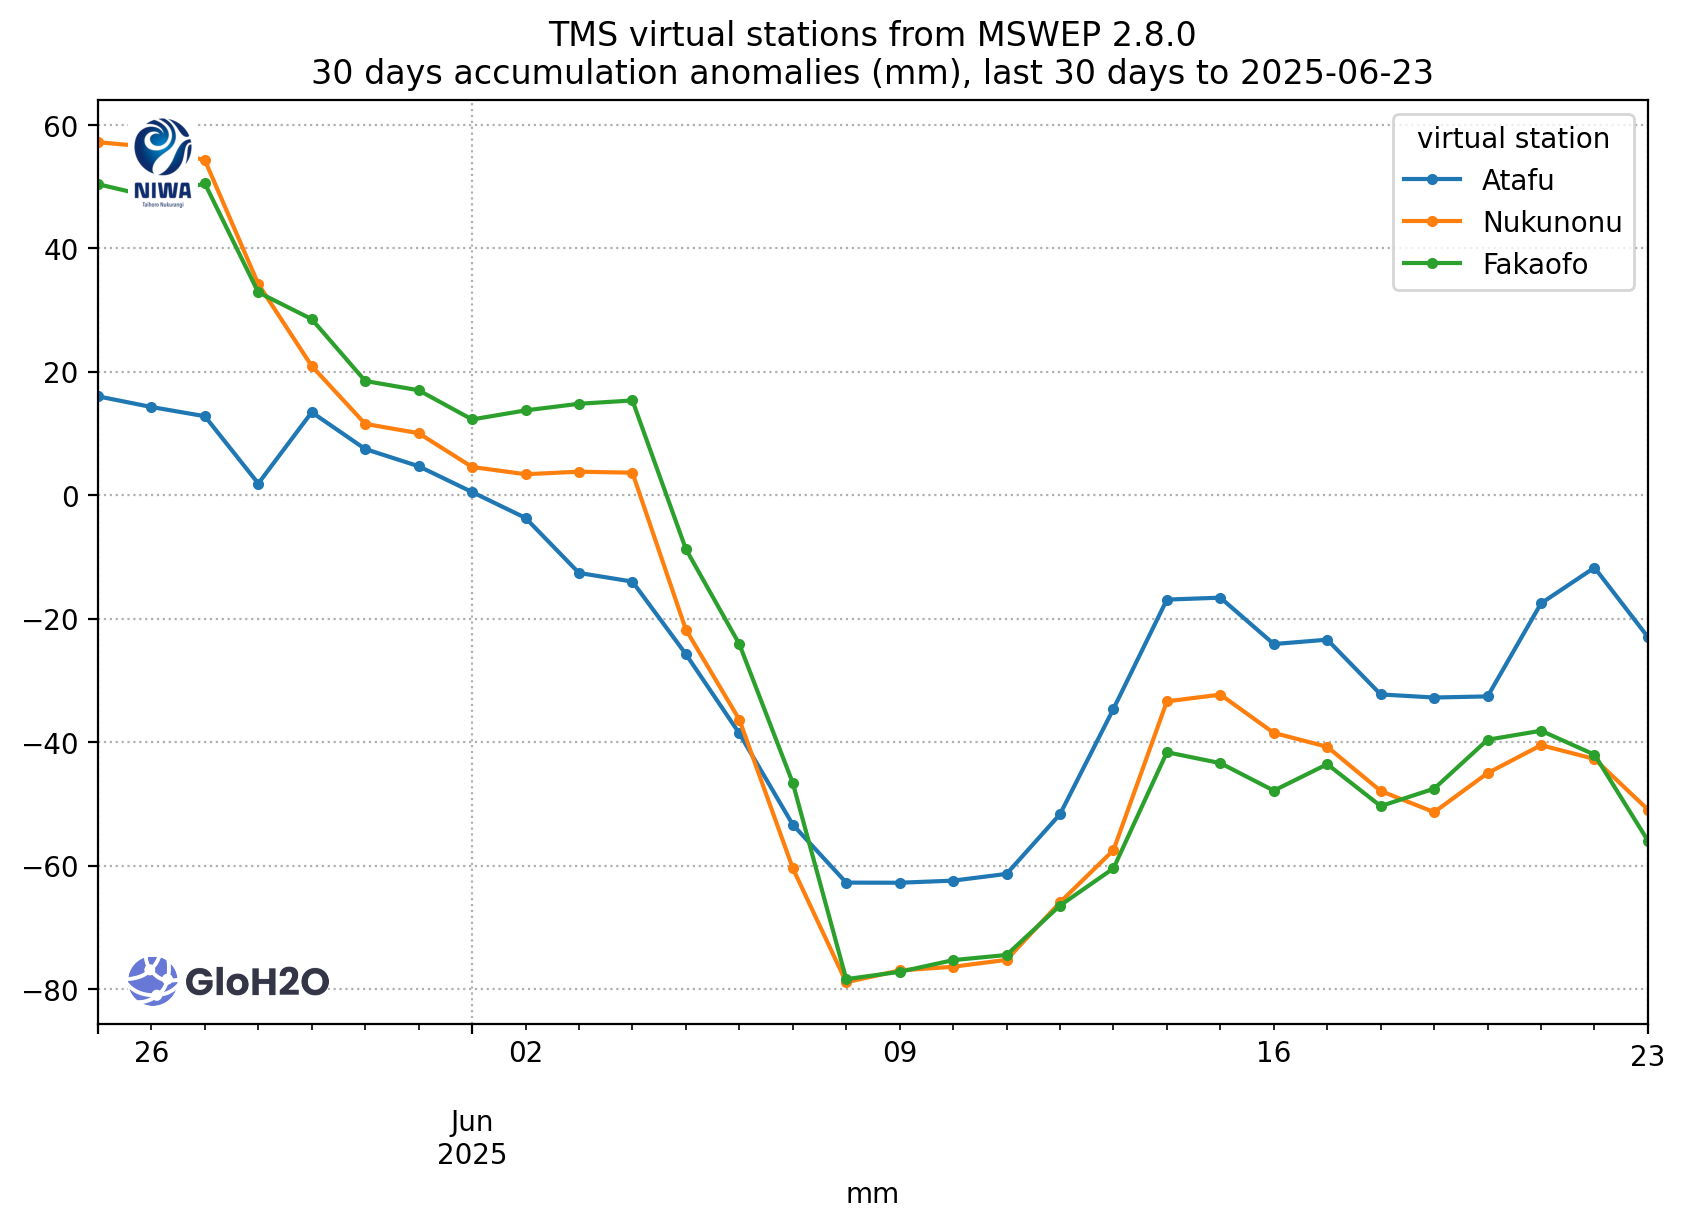 TMS virtual stations from MSWEP 2.8.0
30 days accumulation anomalies (mm), last 30 days to 2025-06-23
60
40
20
0
−20
−40
−60
−80
NIWA
Taihoro Nukurangi
virtual station
Atafu
Nukunonu
Fakaofo
GloH2O
26
02
09
16
23
Jun
2025
mm